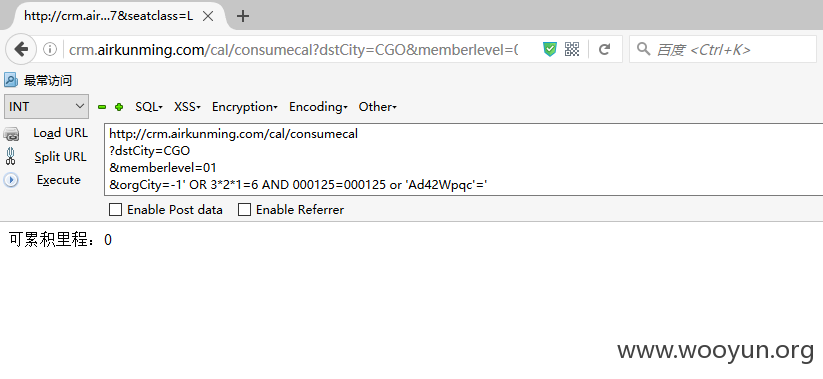 http://crm.air...7&seatclass=L
crm.airkunming.com/cal/consumecal?dstCity=CGO&memberlevel=0
百度 <Ctrl+K>
最常访问
INT SQL XSS Encryption Encoding Other
Load URL
Split URL
Execute
http://crm.airkunming.com/cal/consumecal
?dstCity=CGO
&memberlevel=01
&orgCity=-1' OR 3*2*1=6 AND 000125=000125 or 'Ad42Wpqc'='
Enable Post data Enable Referrer
可累积里程：0
www.wooyun.org